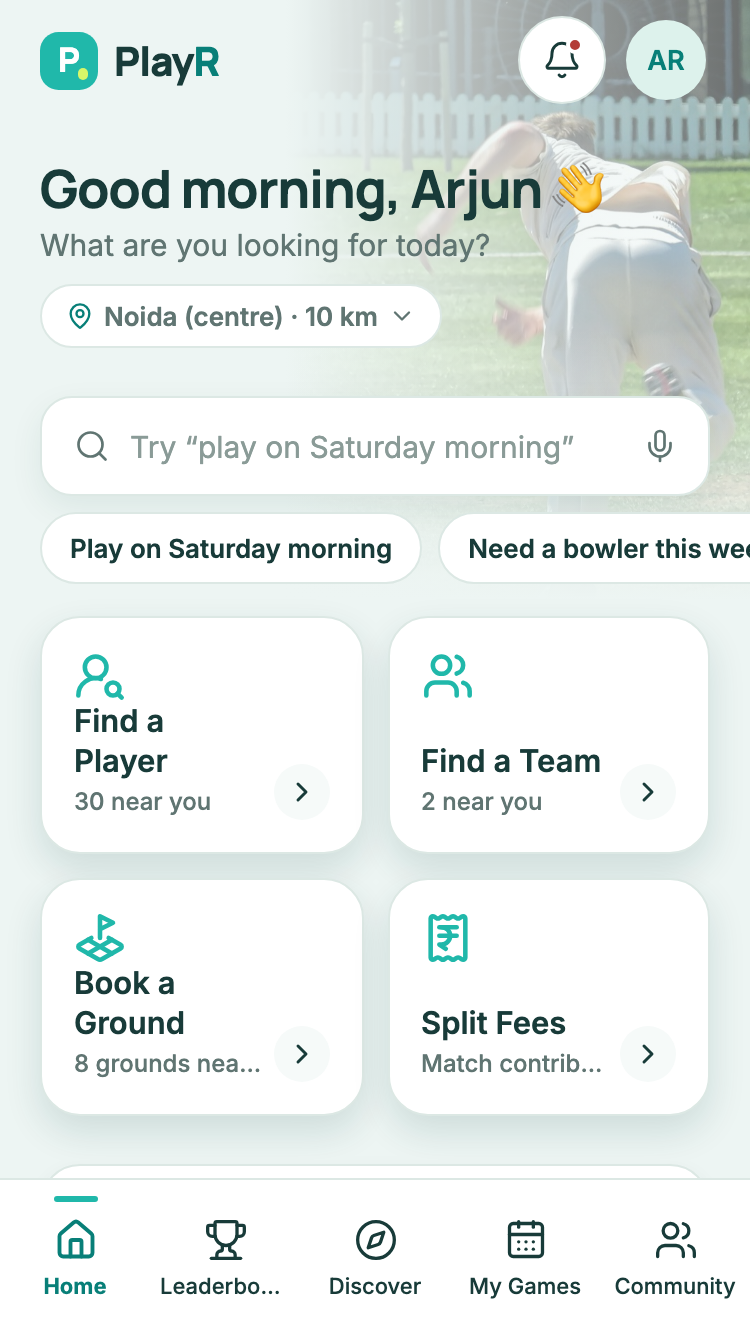 P.
PlayR
AR
Good morning, Arjun 👋
What are you looking for today?
Noida (centre) · 10 km
Try “play on Saturday morning”
Play on Saturday morning
Need a bowler this wee
Find a
Player
30 near you
Find a Team
2 near you
Book a
Ground
8 grounds nea...
₹
Split Fees
Match contrib...
Home
Leaderbo...
Discover
My Games
Community